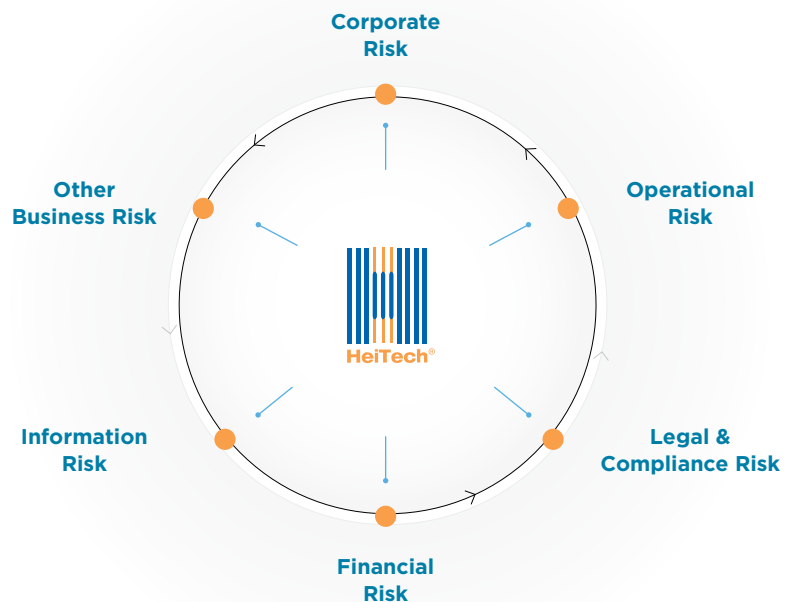 Corporate
Risk
Other
Business Risk
Operational
Risk
HeiTech®
Information
Risk
Legal &
Compliance Risk
Financial
Risk